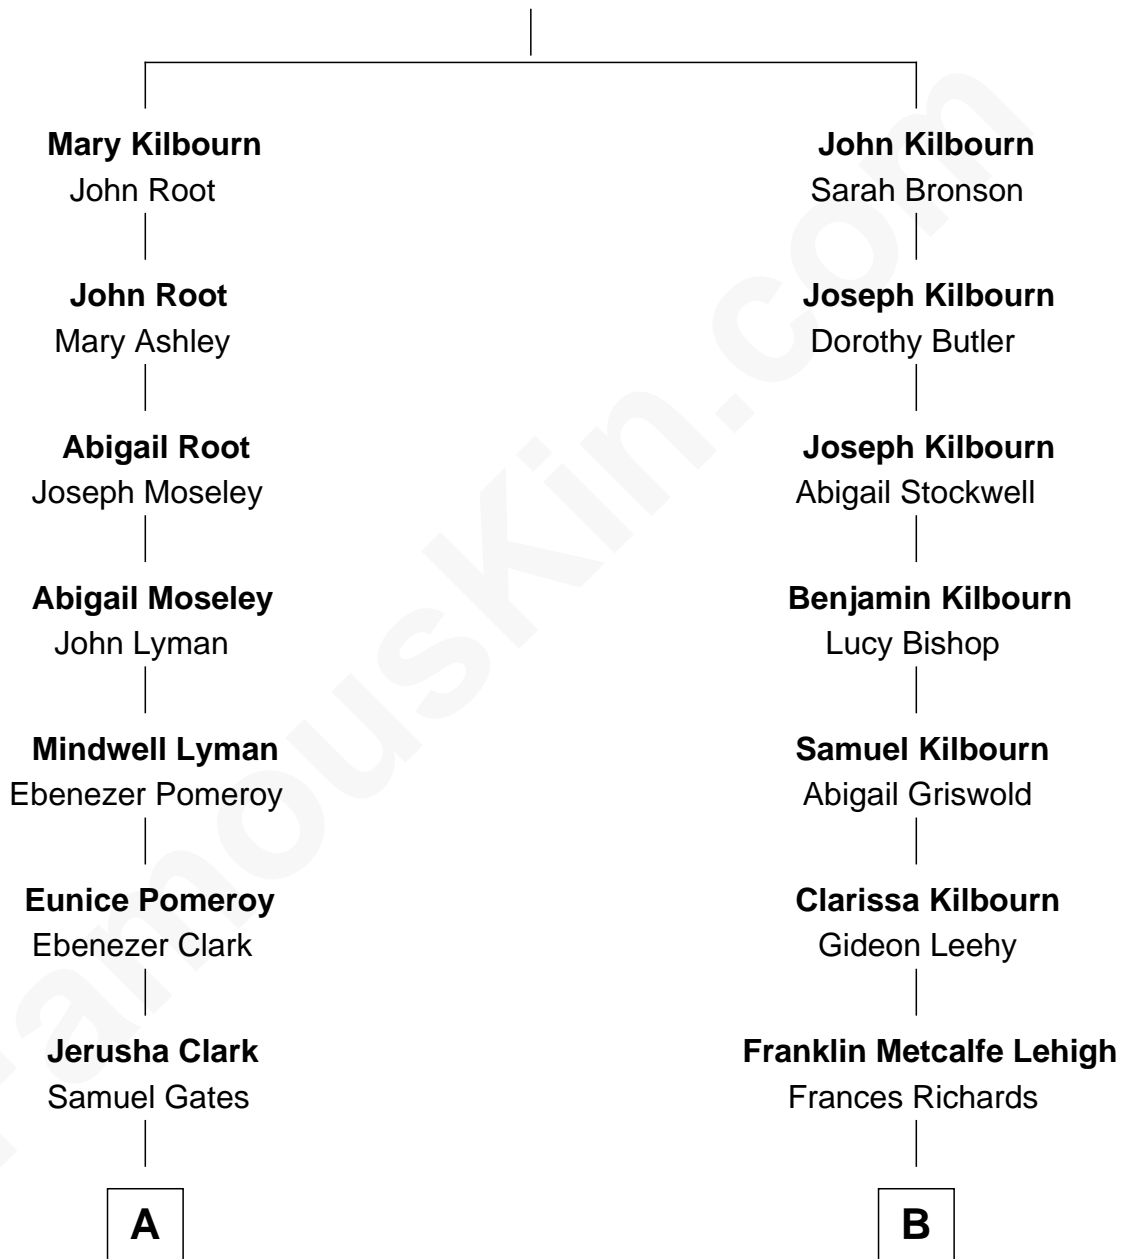 Mary Kilbourn
John Root
John Root
Mary Ashley
Abigail Root
Joseph Moseley
Abigail Moseley
John Lyman
Mindwell Lyman
Ebenezer Pomeroy
Eunice Pomeroy
Ebenezer Clark
Jerusha Clark
Samuel Gates
A
John Kilbourn
Sarah Bronson
Joseph Kilbourn
Dorothy Butler
Joseph Kilbourn
Abigail Stockwell
Benjamin Kilbourn
Lucy Bishop
Samuel Kilbourn
Abigail Griswold
Clarissa Kilbourn
Gideon Leehy
Franklin Metcalfe Lehigh
Frances Richards
B
FamousKin.com